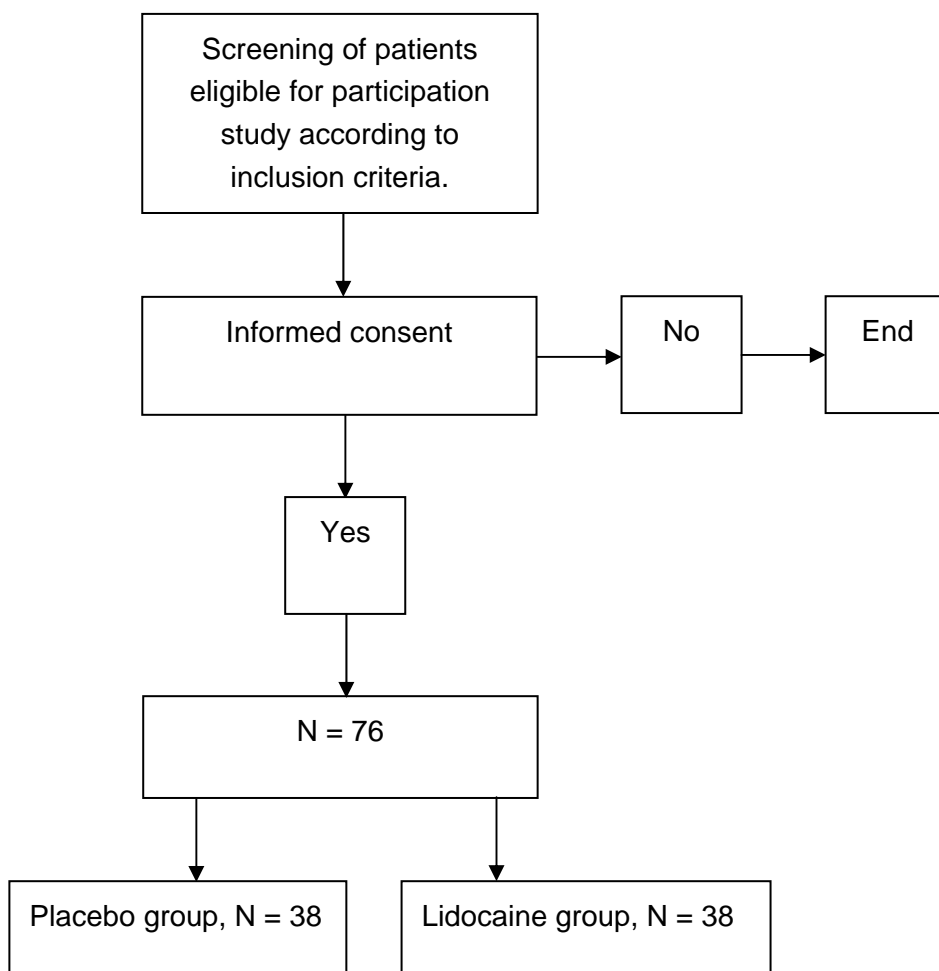 Screening of patients
eligible for participation
study according to
inclusion criteria.
Informed consent
No
End
Yes
N = 76
Placebo group, N = 38
Lidocaine group, N = 38